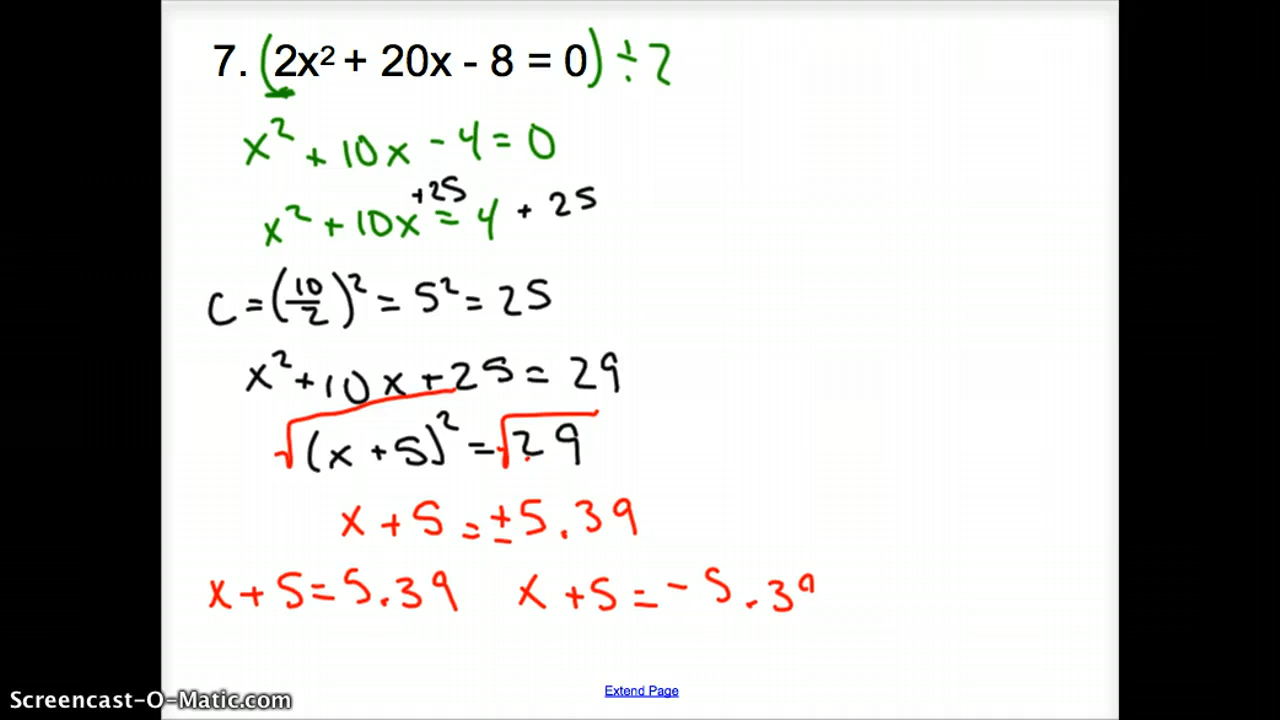 7. (2x² + 20x - 8 = 0) ÷ 2
x² + 10x - 4 = 0
+25
x² + 10x = 4 + 25
C = (10/2)² = 5² = 25
x² + 10x + 25 = 29
√(x + 5)² = √29
x + 5 = ± 5.39
x + 5 = 5.39 x + 5 = - 5.39
Extend Page
Screencast-O-Matic.com